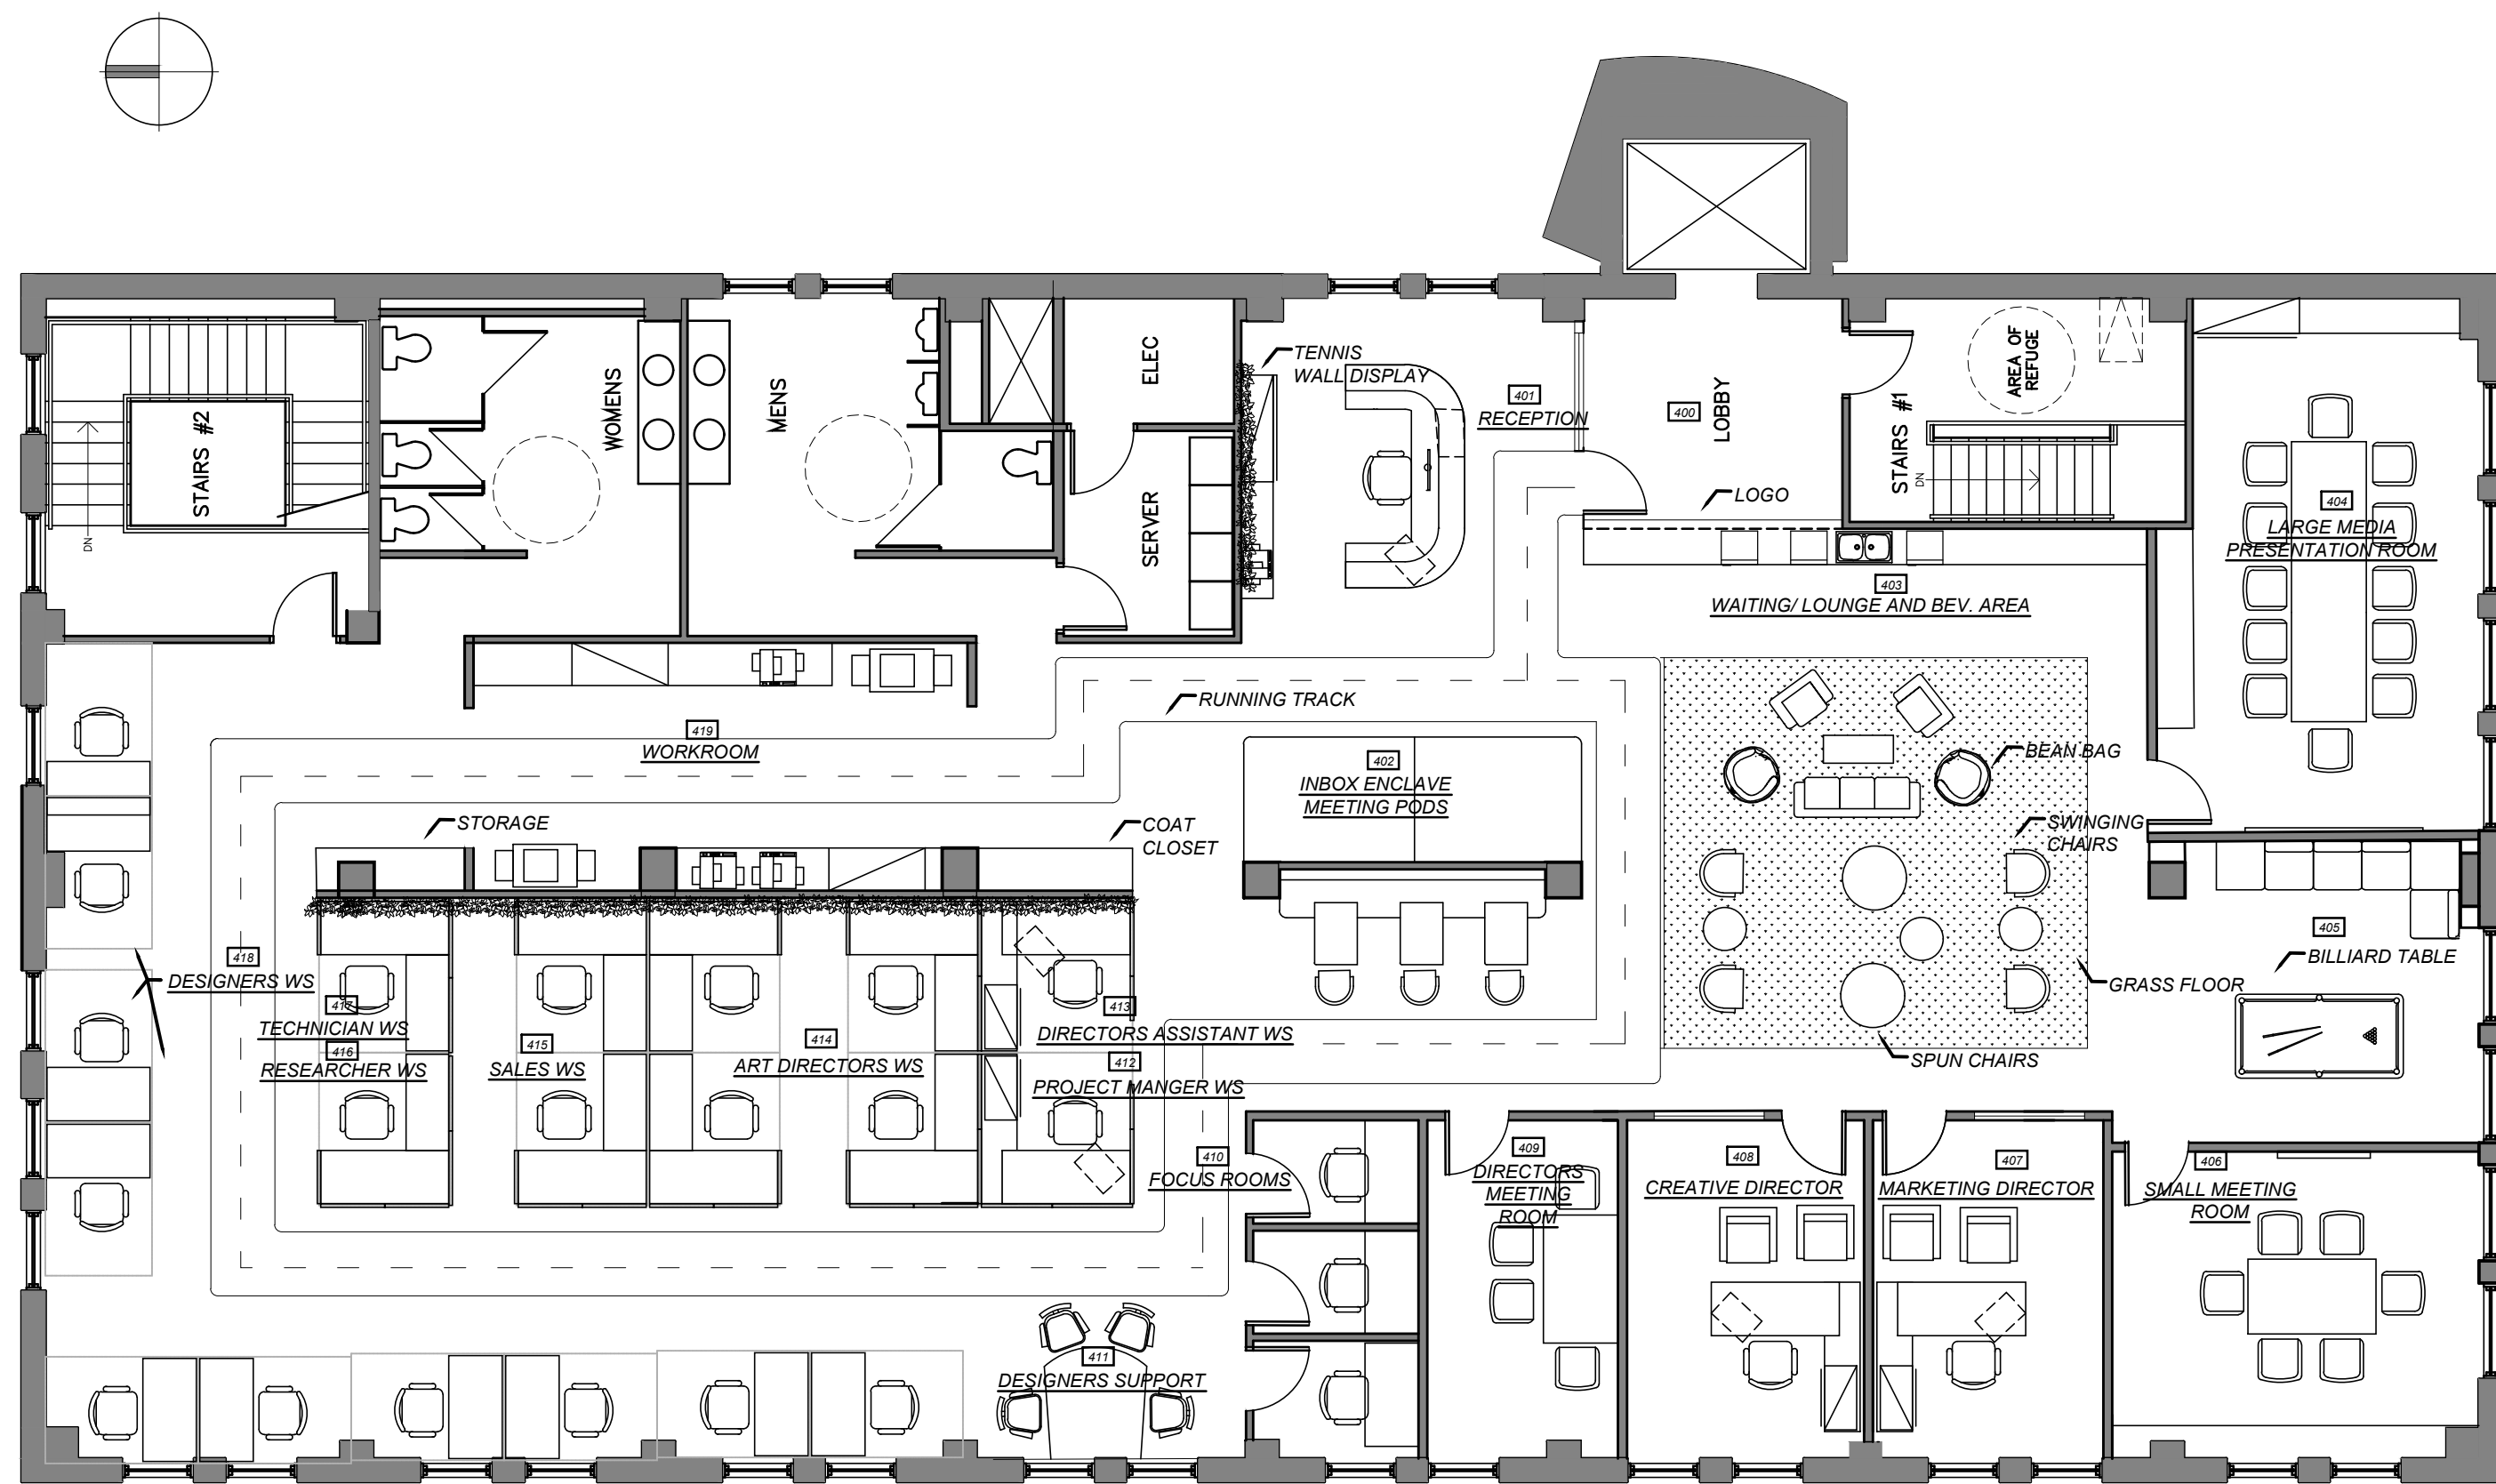 STAIRS #2
DN
WOMENS
MENS
ELEC
SERVER
TENNIS
WALL DISPLAY
401
RECEPTION
400
LOBBY
LOGO
STAIRS #1
DN
AREA OF
REFUGE
404
LARGE MEDIA
PRESENTATION ROOM
403
WAITING/ LOUNGE AND BEV. AREA
RUNNING TRACK
419
WORKROOM
402
INBOX ENCLAVE
MEETING PODS
BEAN BAG
STORAGE
COAT
CLOSET
SWINGING
CHAIRS
405
BILLIARD TABLE
GRASS FLOOR
SPUN CHAIRS
418
DESIGNERS WS
417
TECHNICIAN WS
416
RESEARCHER WS
415
SALES WS
414
ART DIRECTORS WS
413
DIRECTORS ASSISTANT WS
412
PROJECT MANGER WS
410
FOCUS ROOMS
409
DIRECTORS
MEETING
ROOM
408
CREATIVE DIRECTOR
407
MARKETING DIRECTOR
406
SMALL MEETING
ROOM
411
DESIGNERS SUPPORT